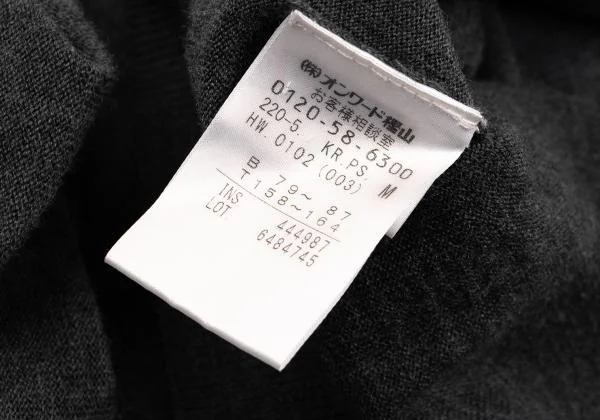 (株)オンワード樫山
お客様相談室
0120-58-6300
220-5. KR.PS. M
HW.0102(003)
B 79～ 87
T158～164
INS 444987
LOT. 6484745